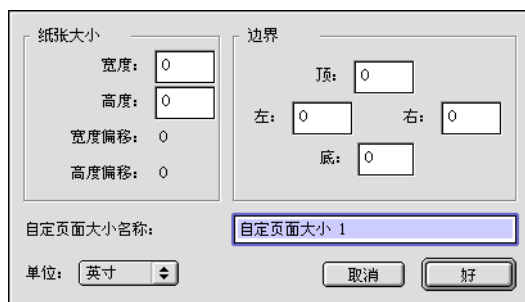 纸张大小
宽度: 0
高度: 0
宽度偏移: 0
高度偏移: 0
边界
顶: 0
左: 0 右: 0
底: 0
自定页面大小名称: 自定页面大小 1
单位: 英寸
取消 好